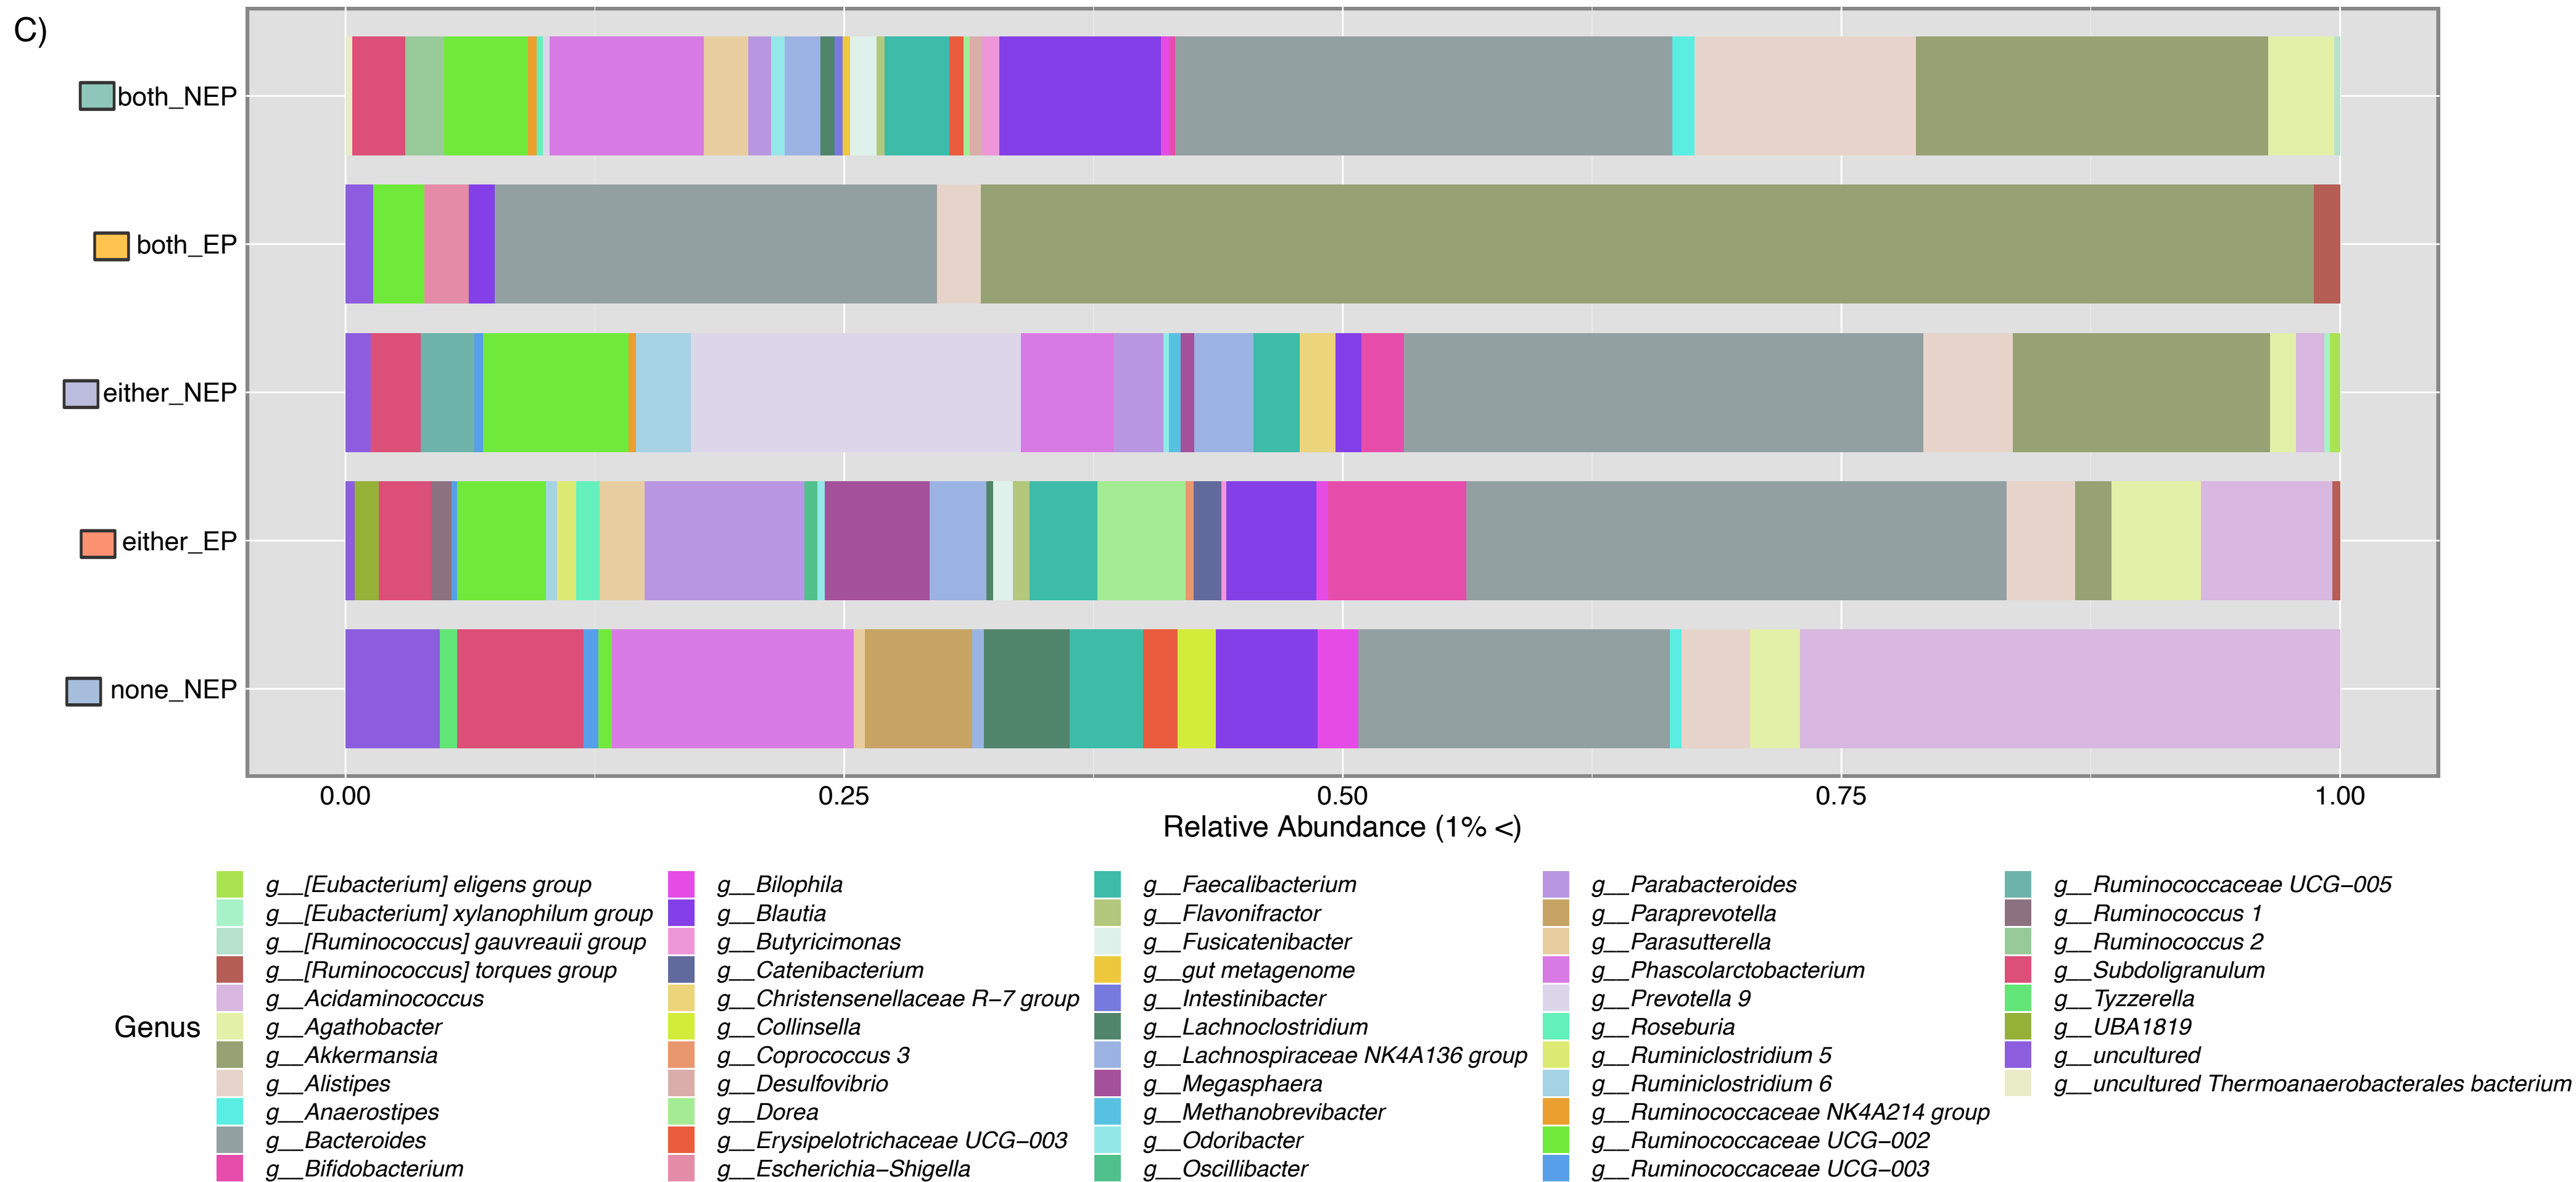 C)
both_NEP
both_EP
either_NEP
either_EP
none_NEP
0.00 0.25 0.50 0.75 1.00
Relative Abundance (1% <)
Genus
g__[Eubacterium] eligens group
g__[Eubacterium] xylanophilum group
g__[Ruminococcus] gauvreauii group
g__[Ruminococcus] torques group
g__Acidaminococcus
g__Agathobacter
g__Akkermansia
g__Alistipes
g__Anaerostipes
g__Bacteroides
g__Bifidobacterium
g__Bilophila
g__Blautia
g__Butyricimonas
g__Catenibacterium
g__Christensenellaceae R−7 group
g__Collinsella
g__Coprococcus 3
g__Desulfovibrio
g__Dorea
g__Erysipelotrichaceae UCG−003
g__Escherichia−Shigella
g__Faecalibacterium
g__Flavonifractor
g__Fusicatenibacter
g__gut metagenome
g__Intestinibacter
g__Lachnoclostridium
g__Lachnospiraceae NK4A136 group
g__Megasphaera
g__Methanobrevibacter
g__Odoribacter
g__Oscillibacter
g__Parabacteroides
g__Paraprevotella
g__Parasutterella
g__Phascolarctobacterium
g__Prevotella 9
g__Roseburia
g__Ruminiclostridium 5
g__Ruminiclostridium 6
g__Ruminococcaceae NK4A214 group
g__Ruminococcaceae UCG−002
g__Ruminococcaceae UCG−003
g__Ruminococcaceae UCG−005
g__Ruminococcus 1
g__Ruminococcus 2
g__Subdoligranulum
g__Tyzzerella
g__UBA1819
g__uncultured
g__uncultured Thermoanaerobacterales bacterium